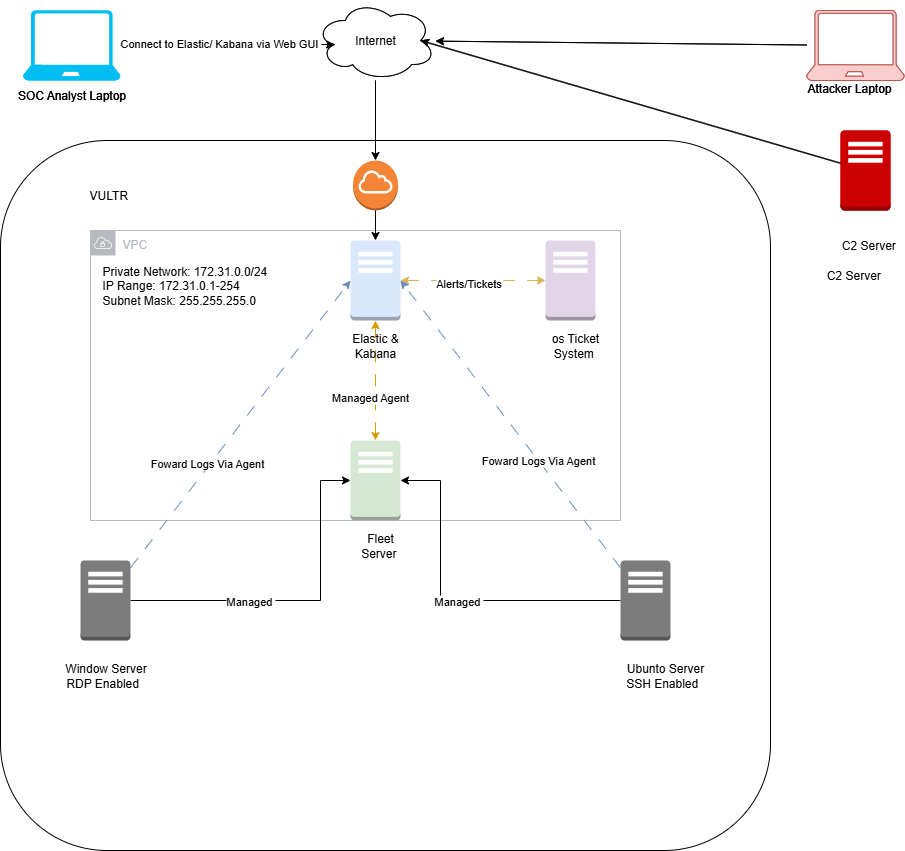 Internet
Connect to Elastic/ Kabana via Web GUI
SOC Analyst Laptop
Attacker Laptop
VULTR
C2 Server
C2 Server
VPC
Private Network: 172.31.0.0/24
IP Range: 172.31.0.1-254
Subnet Mask: 255.255.255.0
Alerts/Tickets
Elastic &
Kabana
os Ticket
System
Managed Agent
Foward Logs Via Agent
Foward Logs Via Agent
Fleet
Server
Managed
Managed
Window Server
RDP Enabled
Ubunto Server
SSH Enabled